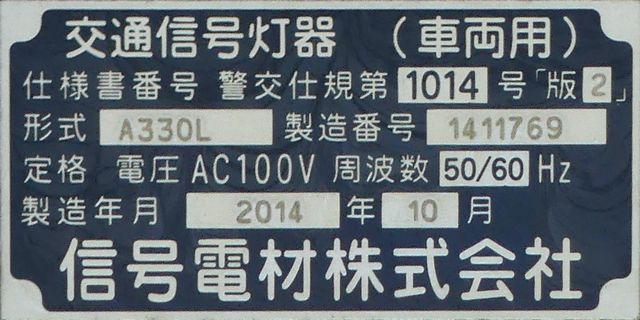 交通信号灯器 (車両用)
仕様書番号 警交仕規第 1014 号「版2」
形式 A330L 製造番号 1411769
定格 電圧 AC100V 周波数 50/60 Hz
製造年月 2014 年 10 月
信号電材株式会社